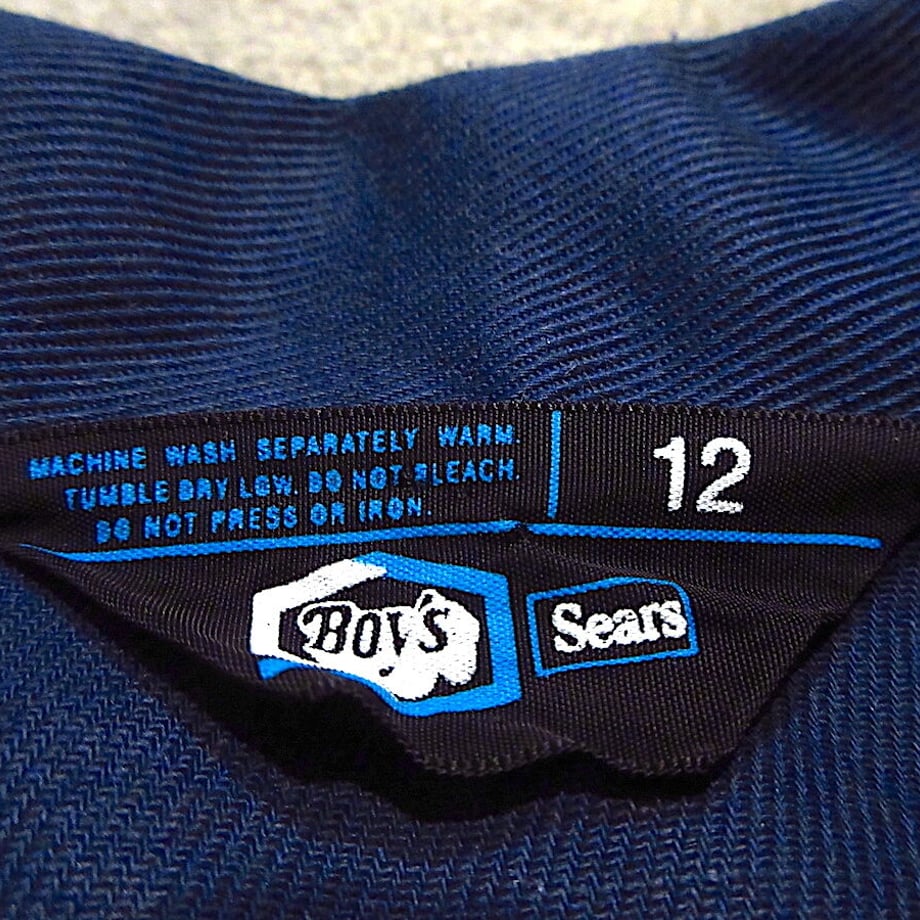 MACHINE WASH SEPARATELY WARM.
TUMBLE DRY LOW. DO NOT BLEACH.
DO NOT PRESS OR IRON.
12
BOY'S
Sears